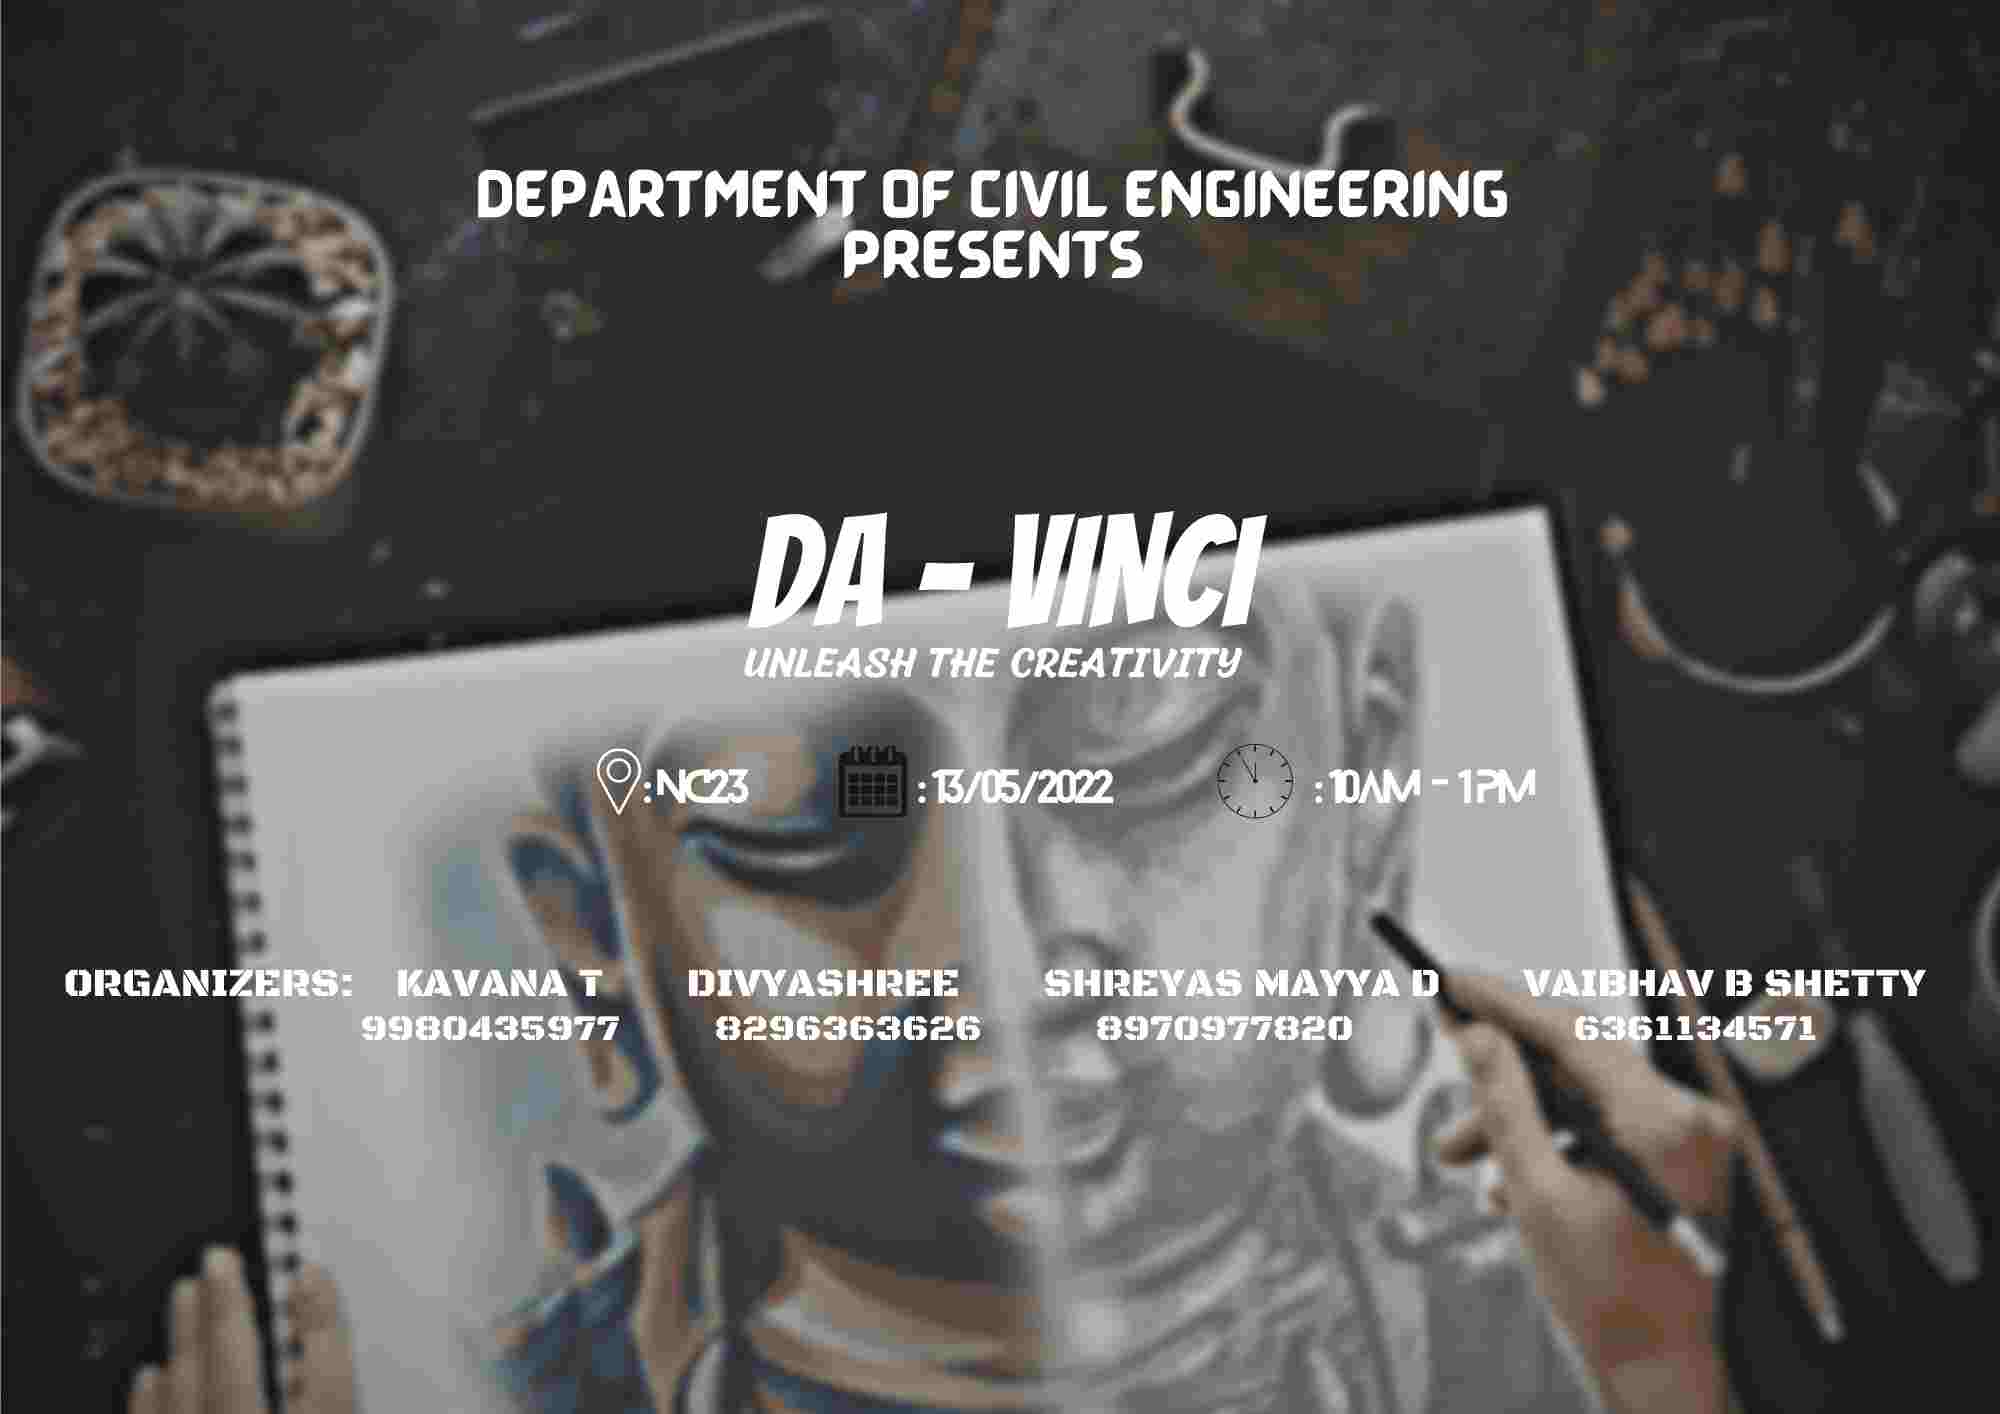 DEPARTMENT OF CIVIL ENGINEERING
PRESENTS
DA - VINCI
UNLEASH THE CREATIVITY
: NC23 : 13/05/2022 : 10AM - 1PM
ORGANIZERS: KAVANA T DIVYASHREE SHREYAS MAYYA D VAIBHAV B SHETTY
9980435977 8296363626 8970977820 6361134571